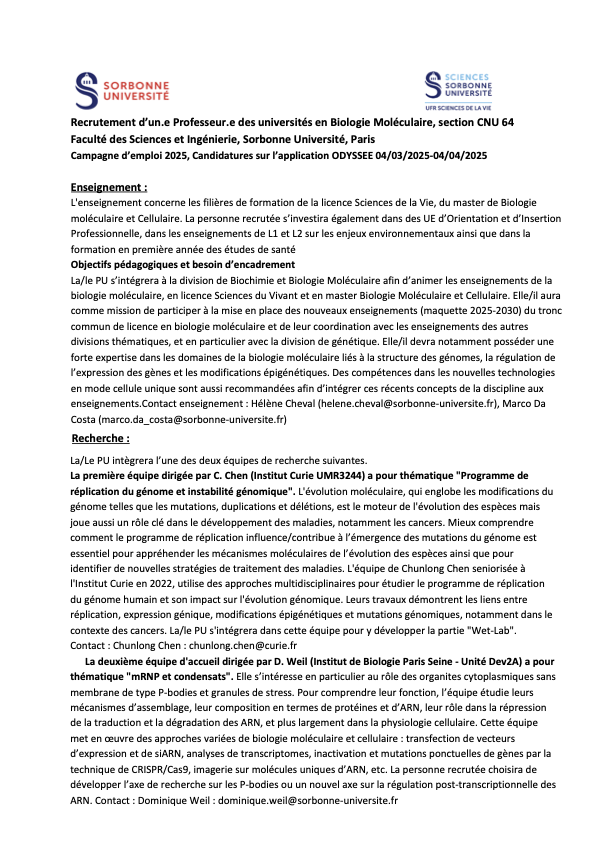 SORBONNE
UNIVERSITÉ
SCIENCES
SORBONNE
UNIVERSITÉ
UFR SCIENCES DE LA VIE
Recrutement d'un.e Professeur.e des universités en Biologie Moléculaire, section CNU 64
Faculté des Sciences et Ingénierie, Sorbonne Université, Paris
Campagne d'emploi 2025, Candidatures sur l'application ODYSSEE 04/03/2025-04/04/2025
Enseignement :
L'enseignement concerne les filières de formation de la licence Sciences de la Vie, du master de Biologie
moléculaire et Cellulaire. La personne recrutée s'investira également dans des UE d'Orientation et d'Insertion
Professionnelle, dans les enseignements de L1 et L2 sur les enjeux environnementaux ainsi que dans la
formation en première année des études de santé
Objectifs pédagogiques et besoin d'encadrement
La/le PU s'intégrera à la division de Biochimie et Biologie Moléculaire afin d'animer les enseignements de la
biologie moléculaire, en licence Sciences du Vivant et en master Biologie Moléculaire et Cellulaire. Elle/il aura
comme mission de participer à la mise en place des nouveaux enseignements (maquette 2025-2030) du tronc
commun de licence en biologie moléculaire et de leur coordination avec les enseignements des autres
divisions thématiques, et en particulier avec la division de génétique. Elle/il devra notamment posséder une
forte expertise dans les domaines de la biologie moléculaire liés à la structure des génomes, la régulation de
l'expression des gènes et les modifications épigénétiques. Des compétences dans les nouvelles technologies
en mode cellule unique sont aussi recommandées afin d'intégrer ces récents concepts de la discipline aux
enseignements.Contact enseignement : Hélène Cheval (helene.cheval@sorbonne-universite.fr), Marco Da
Costa (marco.da_costa@sorbonne-universite.fr)
Recherche :
La/Le PU intègrera l'une des deux équipes de recherche suivantes.
La première équipe dirigée par C. Chen (Institut Curie UMR3244) a pour thématique "Programme de
réplication du génome et instabilité génomique". L'évolution moléculaire, qui englobe les modifications du
génome telles que les mutations, duplications et délétions, est le moteur de l'évolution des espèces mais
joue aussi un rôle clé dans le développement des maladies, notamment les cancers. Mieux comprendre
comment le programme de réplication influence/contribue à l'émergence des mutations du génome est
essentiel pour appréhender les mécanismes moléculaires de l'évolution des espèces ainsi que pour
identifier de nouvelles stratégies de traitement des maladies. L'équipe de Chunlong Chen seniorisée à
l'Institut Curie en 2022, utilise des approches multidisciplinaires pour étudier le programme de réplication
du génome humain et son impact sur l'évolution génomique. Leurs travaux démontrent les liens entre
réplication, expression génique, modifications épigénétiques et mutations génomiques, notamment dans le
contexte des cancers. La/le PU s'intégrera dans cette équipe pour y développer la partie "Wet-Lab".
Contact : Chunlong Chen : chunlong.chen@curie.fr
La deuxième équipe d'accueil dirigée par D. Weil (Institut de Biologie Paris Seine - Unité Dev2A) a pour
thématique "mRNP et condensats". Elle s'intéresse en particulier au rôle des organites cytoplasmiques sans
membrane de type P-bodies et granules de stress. Pour comprendre leur fonction, l'équipe étudie leurs
mécanismes d'assemblage, leur composition en termes de protéines et d'ARN, leur rôle dans la répression
de la traduction et la dégradation des ARN, et plus largement dans la physiologie cellulaire. Cette équipe
met en œuvre des approches variées de biologie moléculaire et cellulaire : transfection de vecteurs
d'expression et de siARN, analyses de transcriptomes, inactivation et mutations ponctuelles de gènes par la
technique de CRISPR/Cas9, imagerie sur molécules uniques d'ARN, etc. La personne recrutée choisira de
développer l'axe de recherche sur les P-bodies ou un nouvel axe sur la régulation post-transcriptionnelle des
ARN. Contact : Dominique Weil : dominique.weil@sorbonne-universite.fr